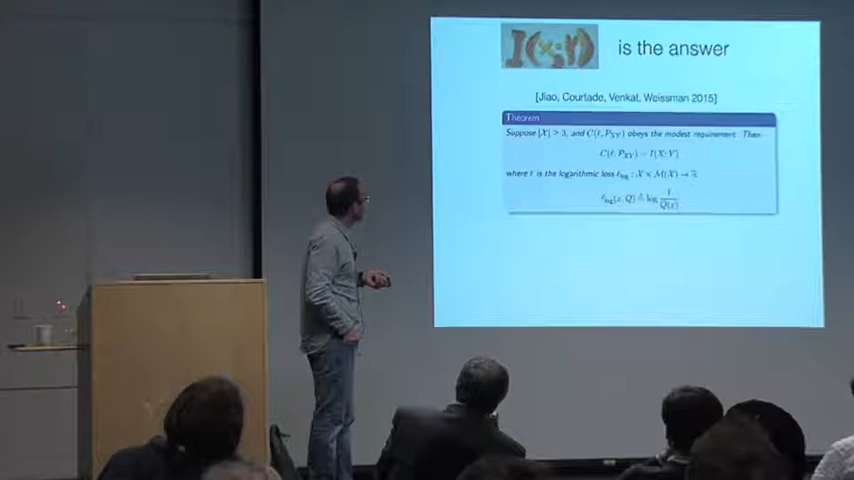 I(X;Y) is the answer
[Jiao, Courtade, Venkat, Weissman 2015]
Theorem
Suppose |X| ≥ 3, and C(ℓ, P_XY) obeys the modest requirement. Then
C(ℓ, P_XY) = I(X; Y)
where ℓ is the logarithmic loss ℓ_log : X × M(X) → R̄
ℓ_log(x, Q) ≜ log 1/Q(x)